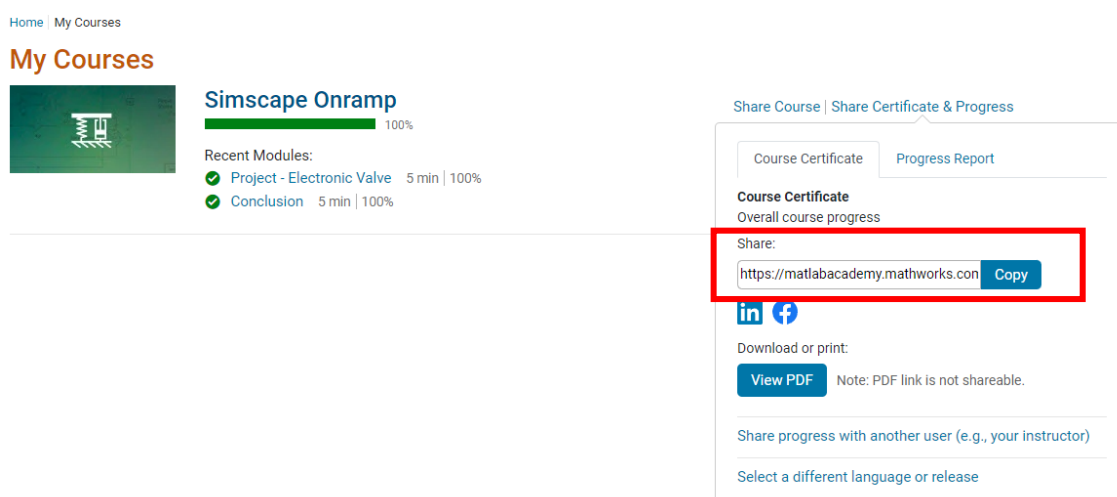 Home | My Courses
My Courses
Simscape Onramp
100%
Recent Modules:
Project - Electronic Valve 5 min | 100%
Conclusion 5 min | 100%
Share Course | Share Certificate & Progress
Course Certificate Progress Report
Course Certificate
Overall course progress
Share:
https://matlabacademy.mathworks.con Copy
in f
Download or print:
View PDF Note: PDF link is not shareable.
Share progress with another user (e.g., your instructor)
Select a different language or release